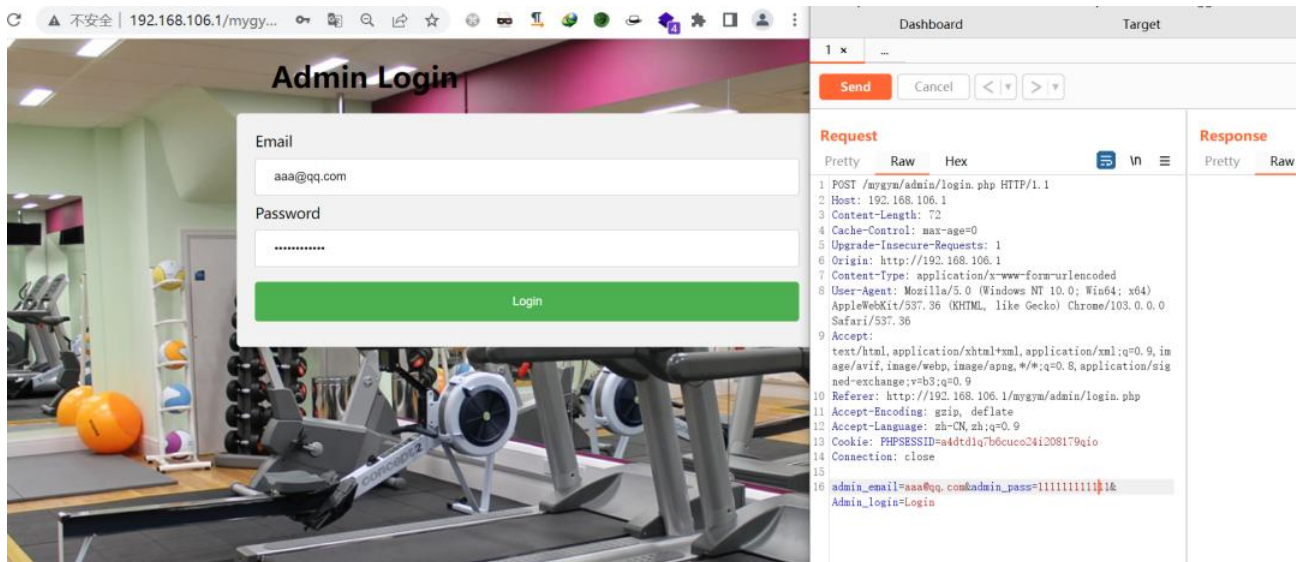 不安全 | 192.168.106.1/mygy...
4
Admin Login
Email
aaa@qq.com
Password
••••••••••••
Login
concept2
Dashboard Target
1 × ...
Send Cancel < >
Request
Pretty Raw Hex \n
1 POST /mygym/admin/login.php HTTP/1.1
2 Host: 192.168.106.1
3 Content-Length: 72
4 Cache-Control: max-age=0
5 Upgrade-Insecure-Requests: 1
6 Origin: http://192.168.106.1
7 Content-Type: application/x-www-form-urlencoded
8 User-Agent: Mozilla/5.0 (Windows NT 10.0; Win64; x64)
AppleWebKit/537.36 (KHTML, like Gecko) Chrome/103.0.0.0
Safari/537.36
9 Accept:
text/html,application/xhtml+xml,application/xml;q=0.9,im
age/avif,image/webp,image/apng,*/*;q=0.8,application/sig
ned-exchange;v=b3;q=0.9
10 Referer: http://192.168.106.1/mygym/admin/login.php
11 Accept-Encoding: gzip, deflate
12 Accept-Language: zh-CN,zh;q=0.9
13 Cookie: PHPSESSID=a4dtd1q7b6cuco24i208179qio
14 Connection: close
15
16 admin_email=aaa@qq.com&admin_pass=111111111111&
Admin_login=Login
Response
Pretty Raw